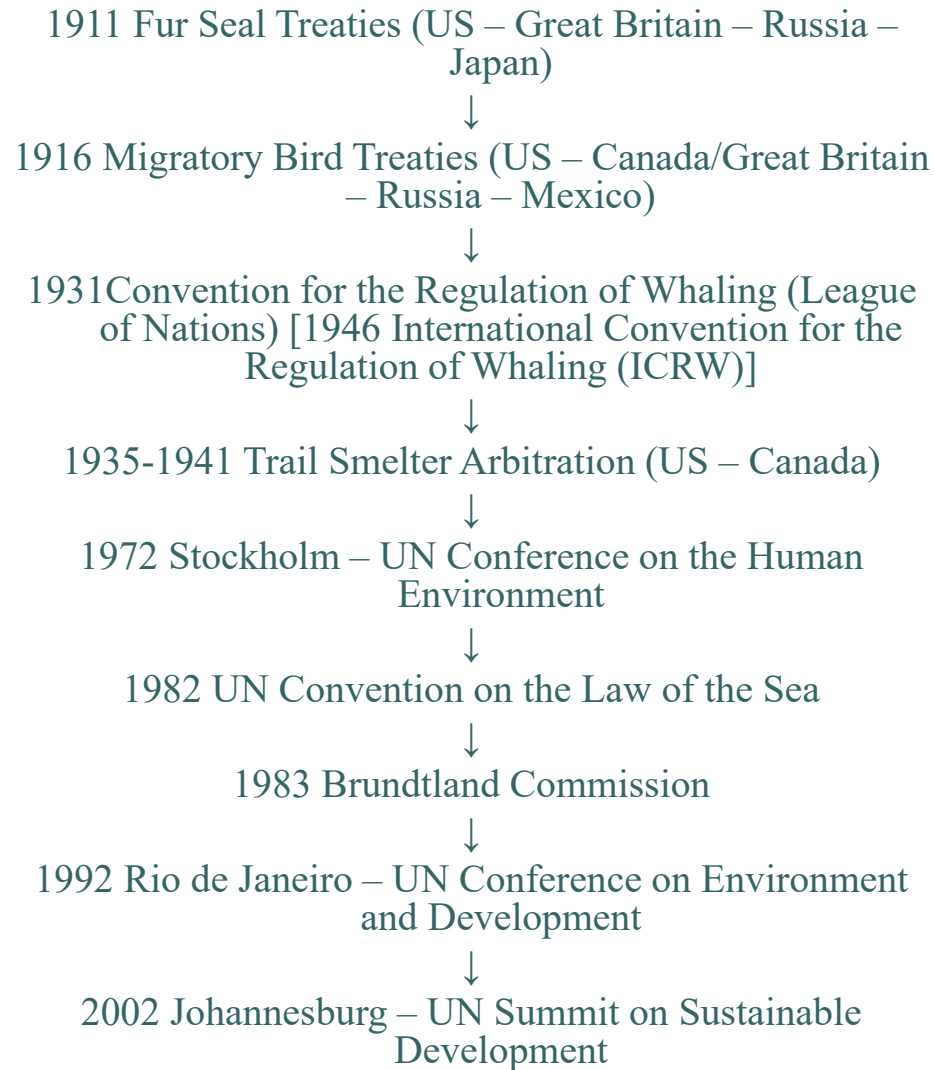 1911 Fur Seal Treaties (US – Great Britain – Russia –
Japan)
↓
1916 Migratory Bird Treaties (US – Canada/Great Britain
– Russia – Mexico)
↓
1931Convention for the Regulation of Whaling (League
of Nations) [1946 International Convention for the
Regulation of Whaling (ICRW)]
↓
1935-1941 Trail Smelter Arbitration (US – Canada)
↓
1972 Stockholm – UN Conference on the Human
Environment
↓
1982 UN Convention on the Law of the Sea
↓
1983 Brundtland Commission
↓
1992 Rio de Janeiro – UN Conference on Environment
and Development
↓
2002 Johannesburg – UN Summit on Sustainable
Development